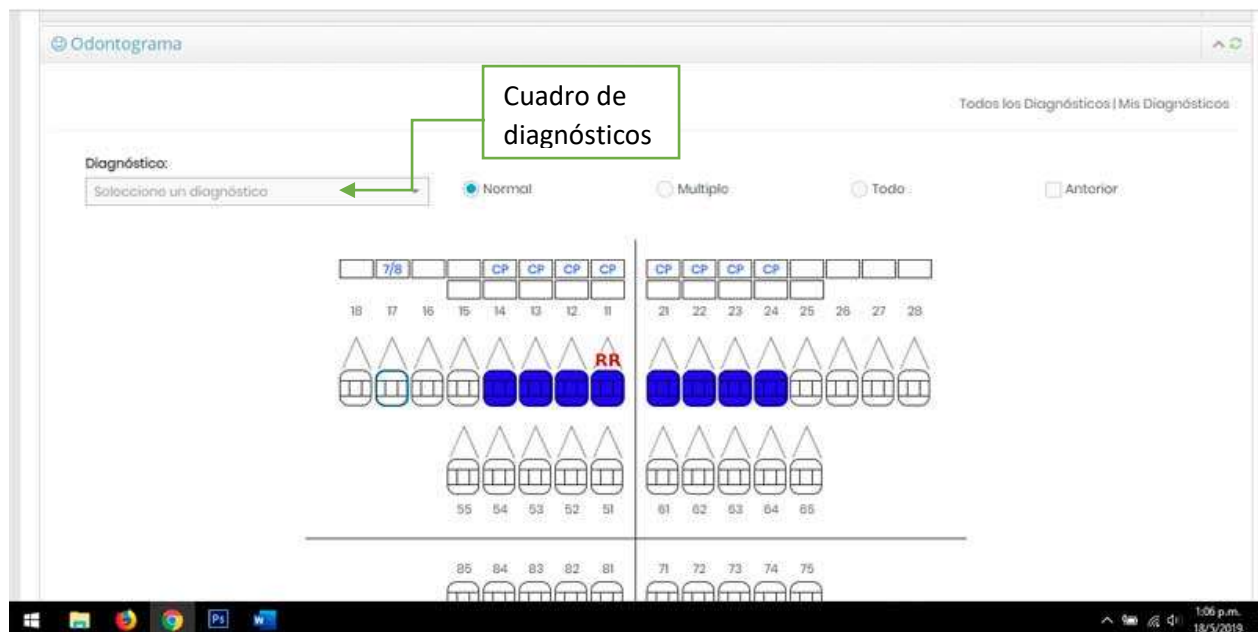 Odontograma
Cuadro de
diagnósticos
Todos los Diagnósticos | Mis Diagnósticos
Diagnóstico:
Seleccione un diagnóstico
Normal Multiple Todo Anterior
7/8 CP CP CP CP CP CP CP CP
18 17 16 15 14 13 12 11 21 22 23 24 25 26 27 28
RR
55 54 53 52 51 61 62 63 64 65
85 84 83 82 81 71 72 73 74 75
Ps W
1:06 p.m.
18/5/2019